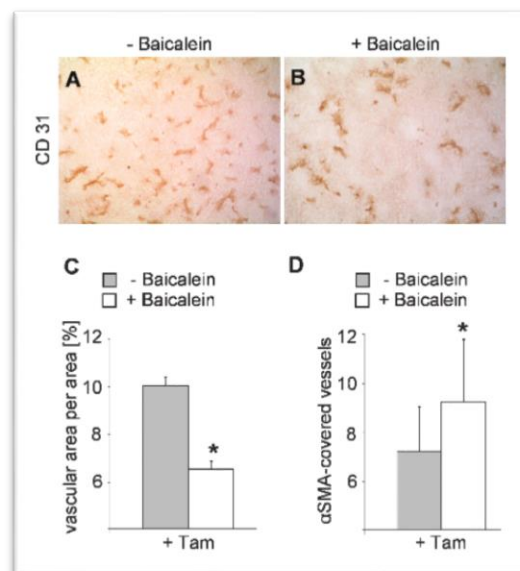 - Baicalein
+ Baicalein
A
B
CD 31
C
- Baicalein
+ Baicalein
vascular area per area [%]
12
10
8
6
*
+ Tam
D
- Baicalein
+ Baicalein
αSMA-covered vessels
12
10
8
6
*
+ Tam